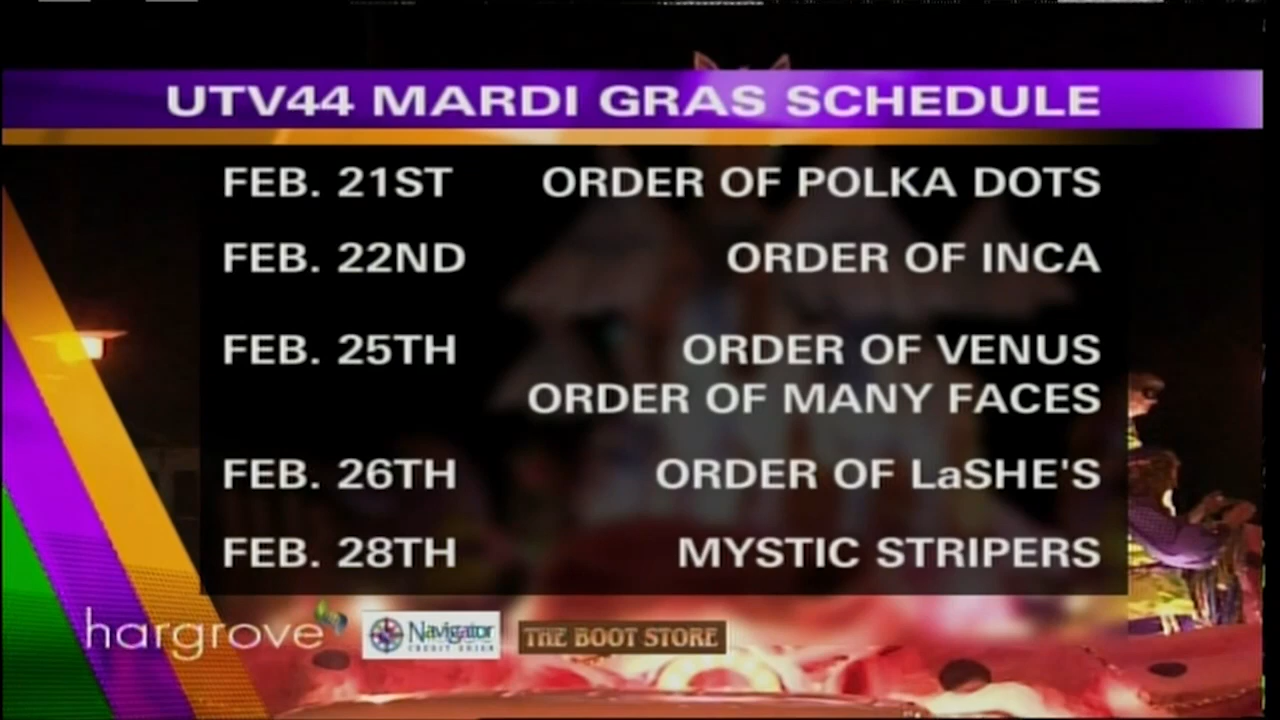 UTV44 MARDI GRAS SCHEDULE
FEB. 21ST ORDER OF POLKA DOTS
FEB. 22ND ORDER OF INCA
FEB. 25TH ORDER OF VENUS
ORDER OF MANY FACES
FEB. 26TH ORDER OF LaSHE'S
FEB. 28TH MYSTIC STRIPERS
hargrove
Navigator
CREDIT UNION
THE BOOT STORE